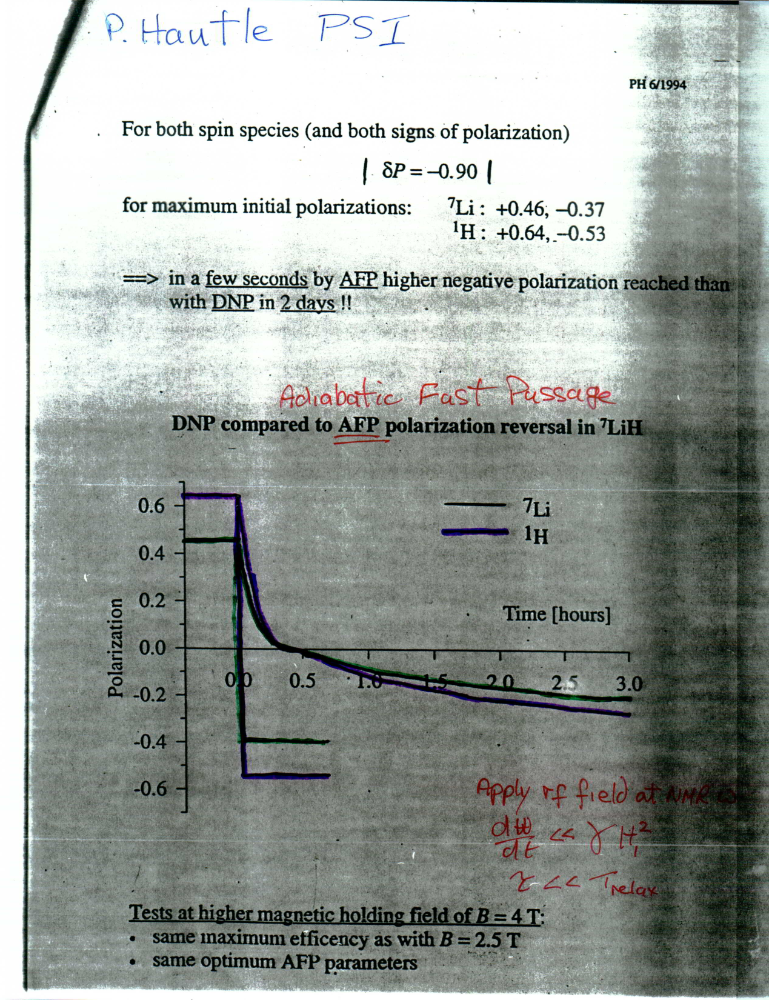 P. Hautle PSI
PH 6/1994
For both spin species (and both signs of polarization)
| δP = –0.90 |
for maximum initial polarizations: ⁷Li : +0.46, –0.37
¹H : +0.64, –0.53
==> in a few seconds by AFP higher negative polarization reached than
with DNP in 2 days !!
Adiabatic Fast Passage
DNP compared to AFP polarization reversal in ⁷LiH
0.6
0.4
0.2
0.0
-0.2
-0.4
-0.6
Polarization
⁷Li
¹H
Time [hours]
0.0 0.5 1.0 1.5 2.0 2.5 3.0
Apply rf field at NMR ω
dω/dt << γ H₁²
τ << Trelax
Tests at higher magnetic holding field of B = 4 T:
• same maximum efficency as with B = 2.5 T
• same optimum AFP parameters